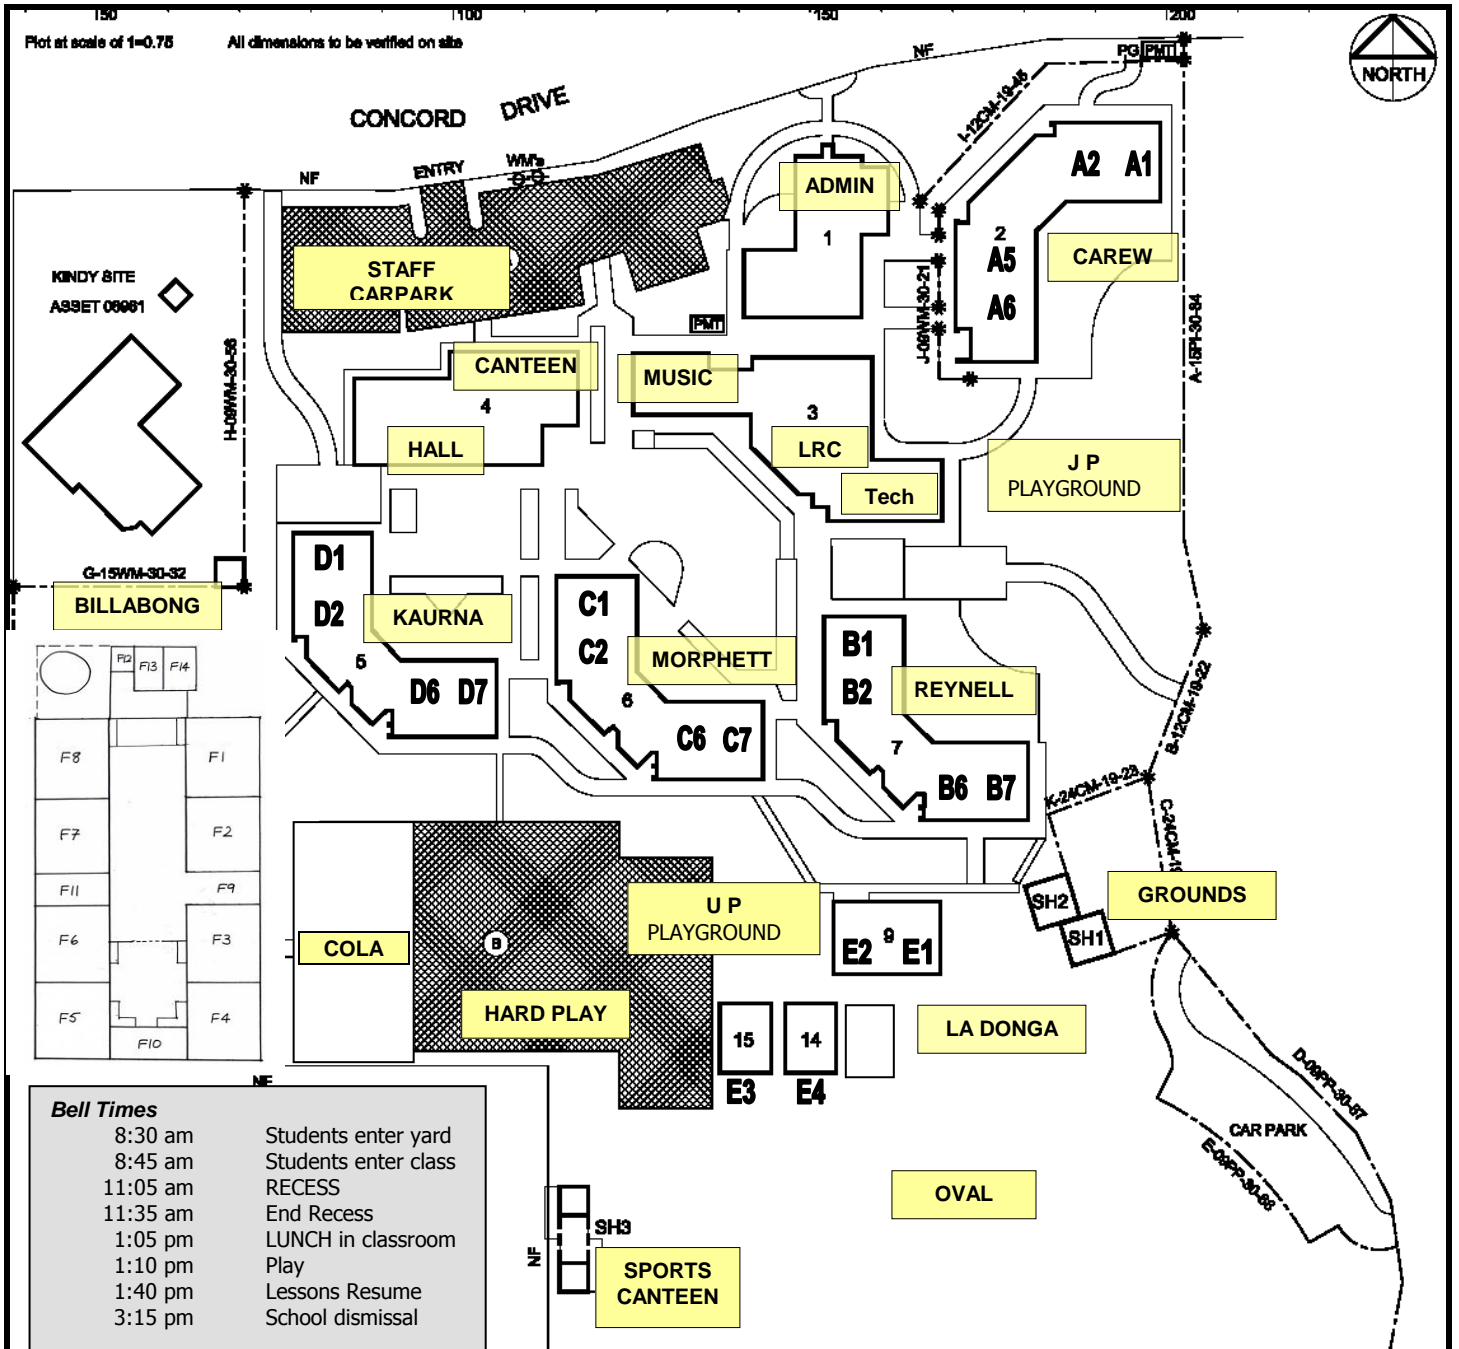 150
100
150
200
Plot at scale of 1=0.75
All dimensions to be verified on site
NORTH
CONCORD DRIVE
NF
PG
PMT
I-12CM-19-45
NF
ENTRY
WM's
ADMIN
1
A2 A1
2
A5
A6
CAREW
STAFF
CARPARK
KINDY SITE
ASSET 06961
H-09WM-30-56
J-09WM-30-21
A-15PI-30-84
PMT
CANTEEN
4
HALL
MUSIC
3
LRC
Tech
J P
PLAYGROUND
G-15WM-30-32
BILLABONG
D1
D2
KAURNA
5
D6 D7
C1
C2
MORPHETT
6
C6 C7
B1
B2
REYNELL
7
B6 B7
B-12CM-19-22
K-24CM-19-23
F12
F13
F14
F8
F1
F7
F2
F11
F9
F6
F3
F5
F4
F10
COLA
B
HARD PLAY
U P
PLAYGROUND
E2 9 E1
SH2
SH1
GROUNDS
15
14
E3
E4
LA DONGA
D-09PP-30-57
CAR PARK
NF
Bell Times
8:30 am Students enter yard
8:45 am Students enter class
11:05 am RECESS
11:35 am End Recess
1:05 pm LUNCH in classroom
1:10 pm Play
1:40 pm Lessons Resume
3:15 pm School dismissal
NF
SH3
SPORTS
CANTEEN
OVAL